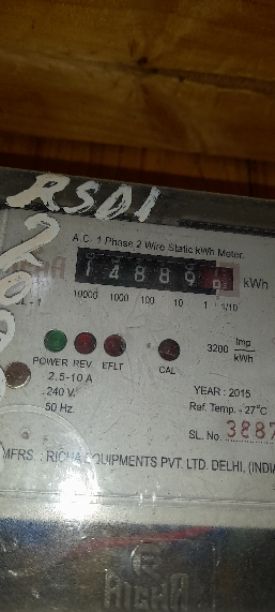 RSDI
A.C. 1 Phase 2 Wire Static kWh Meter.
14889 kWh
10000 1000 100 10 1 1/10
3200 Imp/kWh
POWER REV EFLT CAL
2.5-10 A
240 V.
50 Hz.
YEAR : 2015
Ref. Temp. - 27°C
SL. No. 3887
MFRS. : RICHA EQUIPMENTS PVT. LTD. DELHI, (INDIA
RICHA